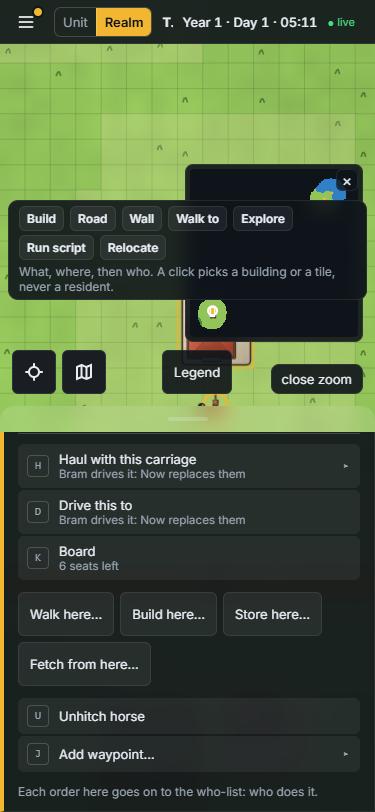 Unit Realm T. Year 1 · Day 1 · 05:11 live
Build Road Wall Walk to Explore
Run script Relocate
What, where, then who. A click picks a building or a tile,
never a resident.
Legend
close zoom
H Haul with this carriage
Bram drives it: Now replaces them
D Drive this to
Bram drives it: Now replaces them
K Board
6 seats left
Walk here... Build here... Store here...
Fetch from here...
U Unhitch horse
J Add waypoint...
Each order here goes on to the who-list: who does it.